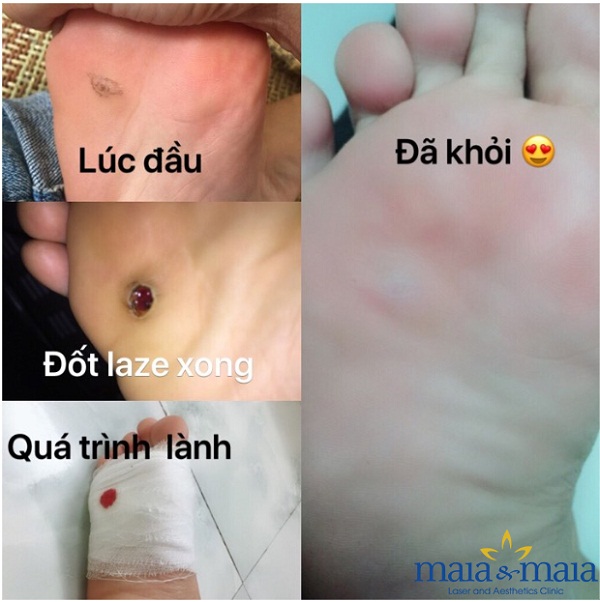 Lúc đầu
Đốt laze xong
Quá trình lành
Đã khỏi 😍
maia&maia
Laser and Aesthetics Clinic